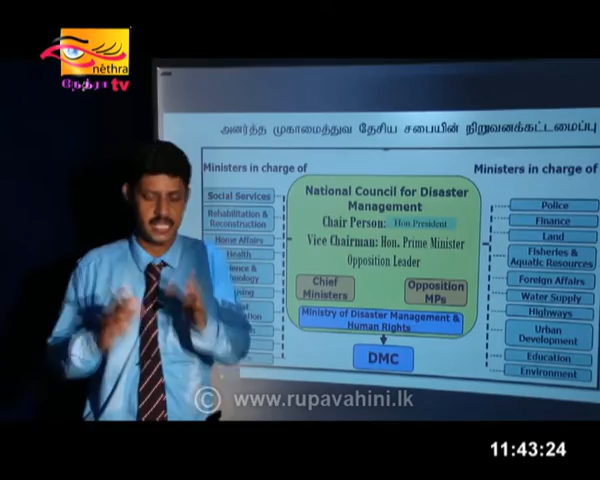 nēthra
நேத்ரா tv
அனர்த்த முகாமைத்துவ தேசிய சபையின் நிறுவனக்கட்டமைப்பு
Ministers in charge of
Ministers in charge of
National Council for Disaster
Management
Chair Person: Hon. President
Vice Chairman: Hon. Prime Minister
Opposition Leader
Chief
Ministers
Opposition
MPs
Ministry of Disaster Management &
Human Rights
DMC
Social Services
Rehabilitation &
Reconstruction
Home Affairs
Health
Police
Finance
Land
Fisheries &
Aquatic Resources
Foreign Affairs
Water Supply
Highways
Urban
Development
Education
Environment
© www.rupavahini.lk
11:43:24